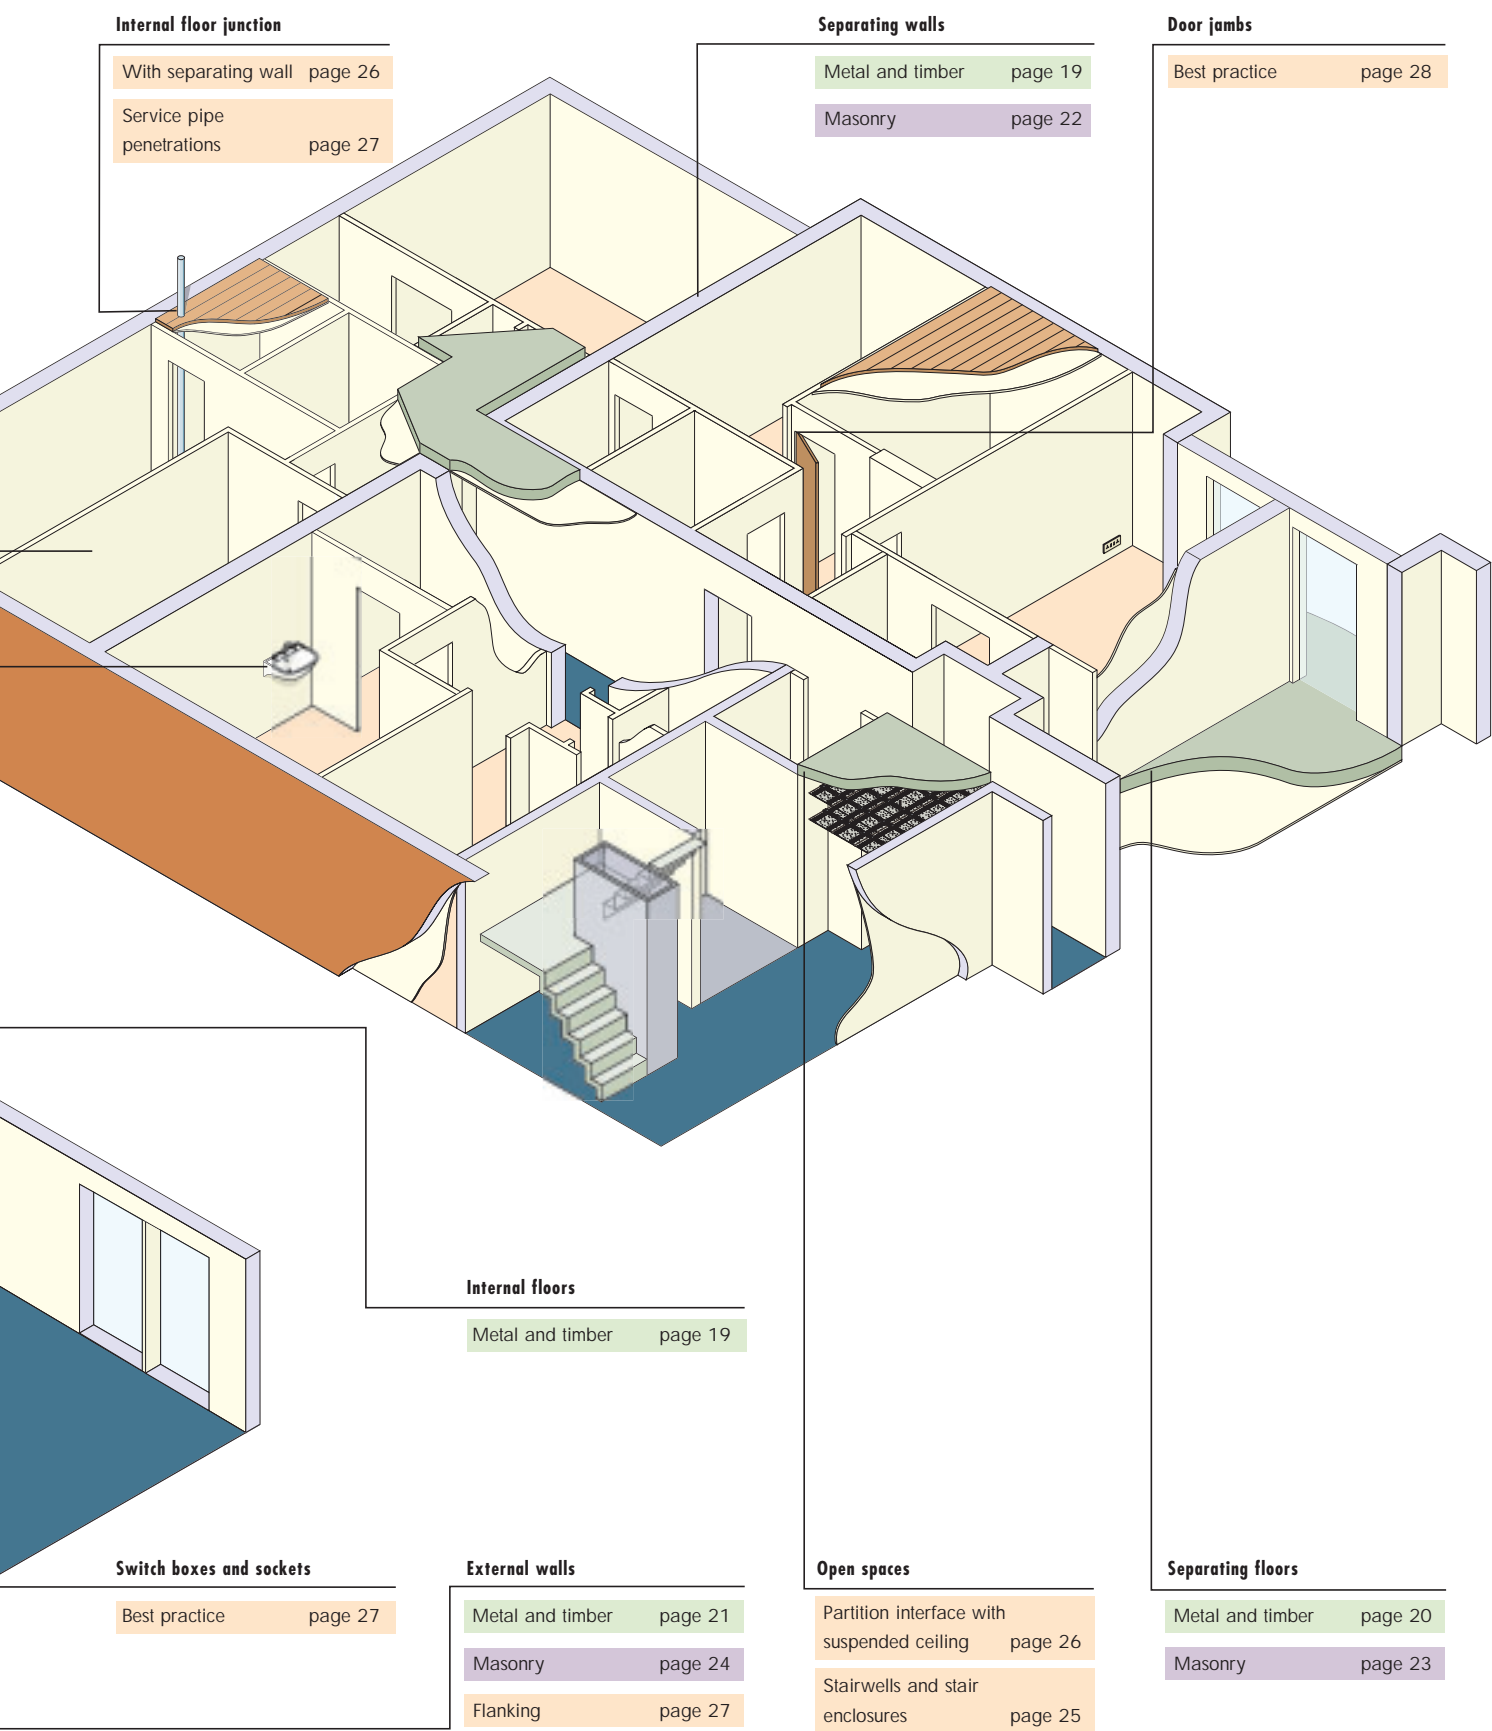 Internal floor junction
With separating wall page 26
Service pipe
penetrations page 27
Separating walls
Metal and timber page 19
Masonry page 22
Door jambs
Best practice page 28
Internal floors
Metal and timber page 19
Switch boxes and sockets
Best practice page 27
External walls
Metal and timber page 21
Masonry page 24
Flanking page 27
Open spaces
Partition interface with
suspended ceiling page 26
Stairwells and stair
enclosures page 25
Separating floors
Metal and timber page 20
Masonry page 23